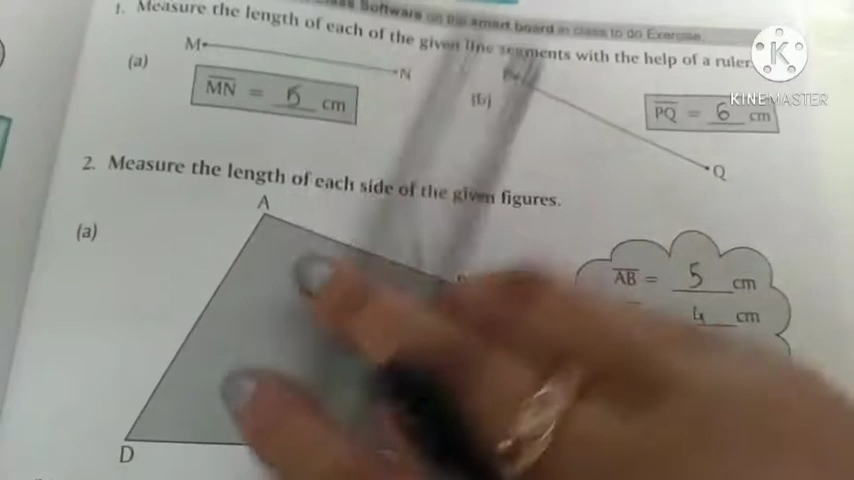 Software on the smart board in class to do Exercise
1. Measure the length of each of the given line segments with the help of a ruler.
(a) M N
MN = 5 cm
(b)
PQ = 6 cm
Q
KINEMASTER
2. Measure the length of each side of the given figures.
(a)
A
D
AB = 5 cm
4 cm